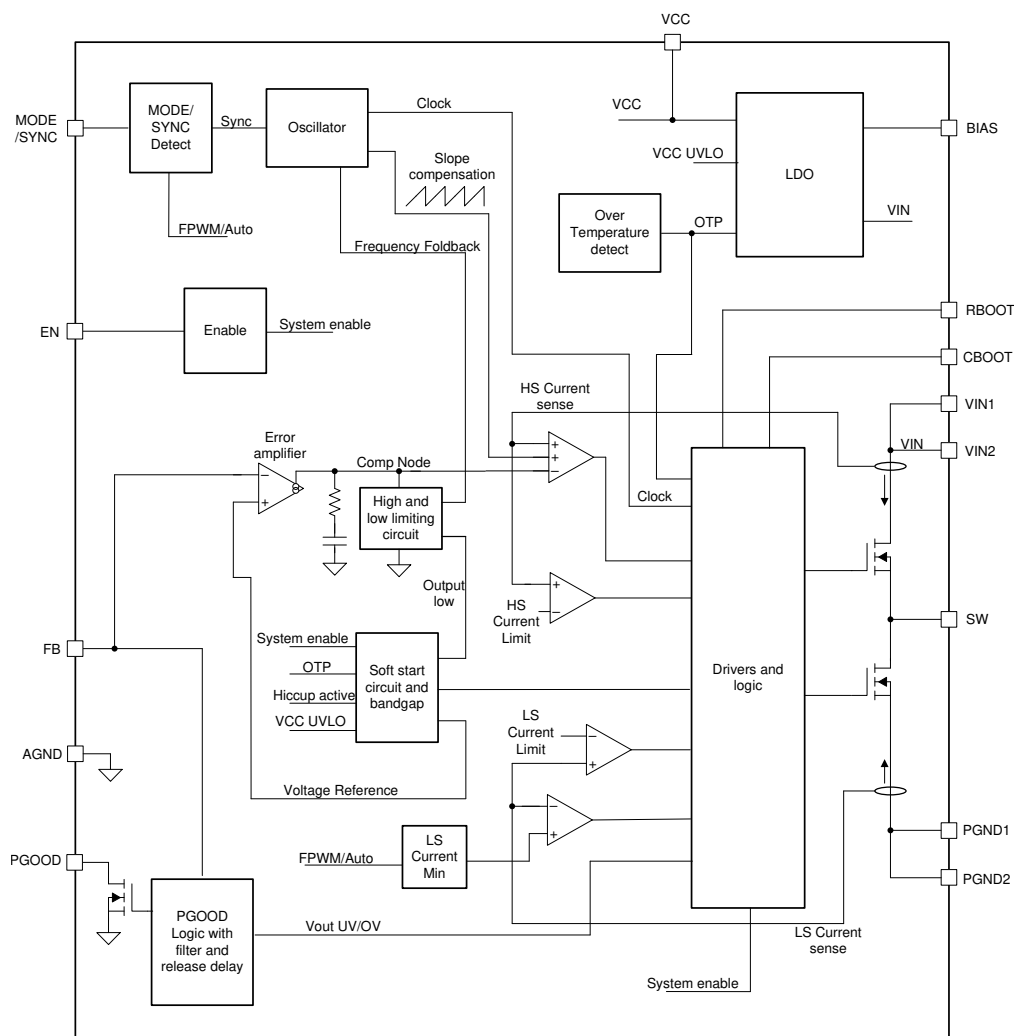 VCC
MODE
/SYNC
MODE/
SYNC
Detect
Sync
Oscillator
Clock
Slope
compensation
FPWM/Auto
Frequency Foldback
VCC
VCC UVLO
LDO
BIAS
VIN
Over
Temperature
detect
OTP
EN
Enable
System enable
RBOOT
CBOOT
HS Current
sense
VIN1
VIN
VIN2
Error
amplifier
−
+
Comp Node
+
+
−
High and
low limiting
circuit
Clock
Output
low
+
−
HS
Current
Limit
FB
System enable
OTP
Hiccup active
VCC UVLO
Soft start
circuit and
bandgap
Drivers and
logic
SW
LS
Current
Limit
−
+
AGND
Voltage Reference
−
+
PGOOD
FPWM/Auto
LS
Current
Min
PGND1
PGND2
PGOOD
Logic with
filter and
release delay
Vout UV/OV
LS Current
sense
System enable